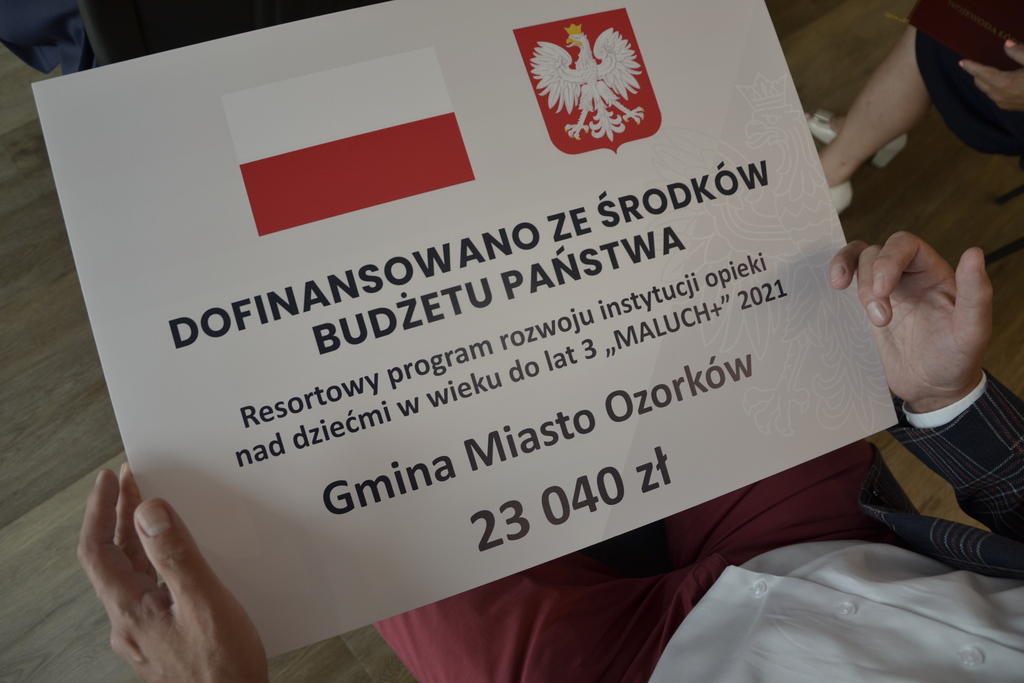 DOFINANSOWANO ZE ŚRODKÓW
BUDŻETU PAŃSTWA
Resortowy program rozwoju instytucji opieki
nad dziećmi w wieku do lat 3 „MALUCH+” 2021
Gmina Miasto Ozorków
23 040 zł